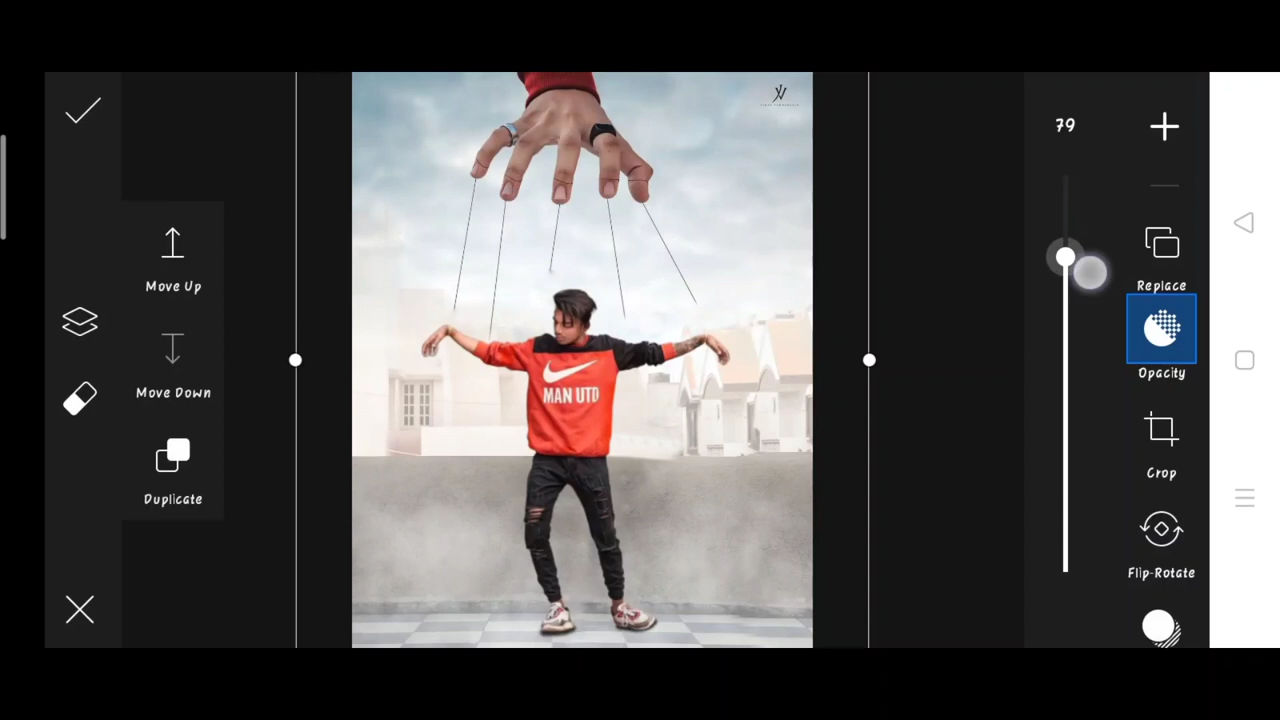 79
Move Up
Replace
Move Down
Opacity
MAN UTD
Crop
Duplicate
Flip-Rotate